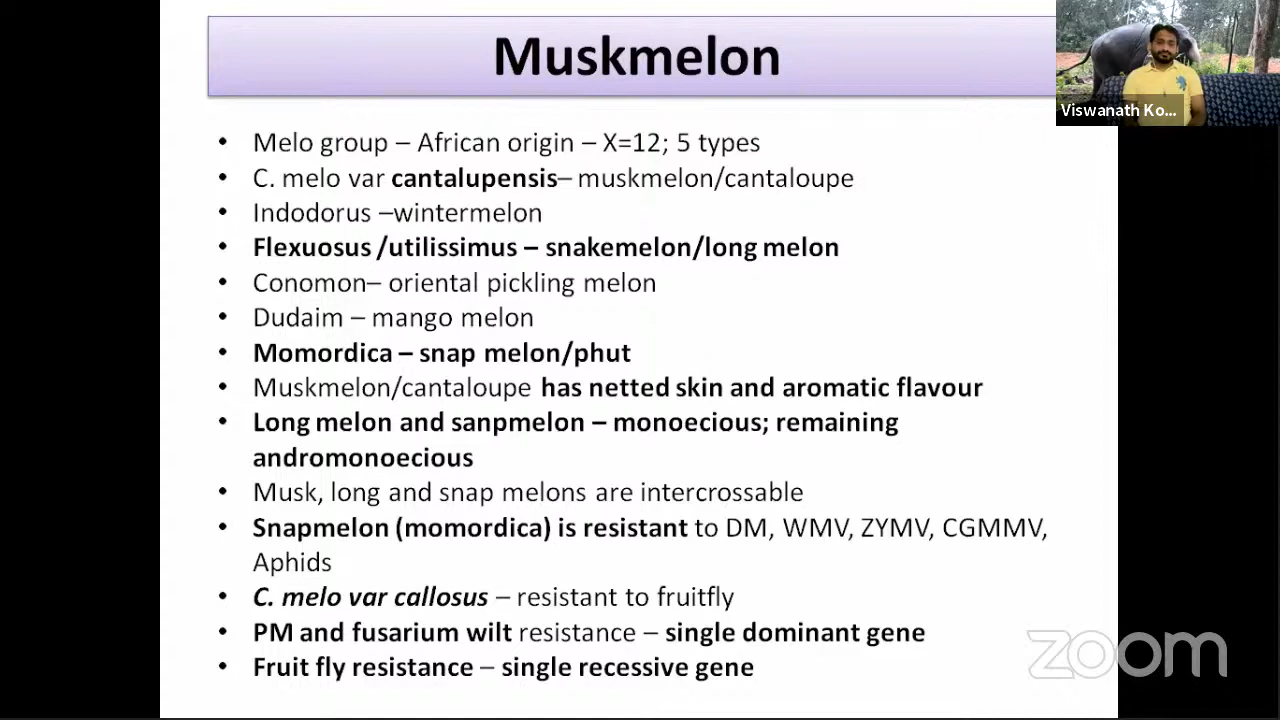 Muskmelon
Viswanath Ko...
• Melo group – African origin – X=12; 5 types
• C. melo var cantalupensis– muskmelon/cantaloupe
• Indodorus –wintermelon
• Flexuosus /utilissimus – snakemelon/long melon
• Conomon– oriental pickling melon
• Dudaim – mango melon
• Momordica – snap melon/phut
• Muskmelon/cantaloupe has netted skin and aromatic flavour
• Long melon and sanpmelon – monoecious; remaining
andromonoecious
• Musk, long and snap melons are intercrossable
• Snapmelon (momordica) is resistant to DM, WMV, ZYMV, CGMMV,
Aphids
• C. melo var callosus – resistant to fruitfly
• PM and fusarium wilt resistance – single dominant gene
• Fruit fly resistance – single recessive gene
zoom